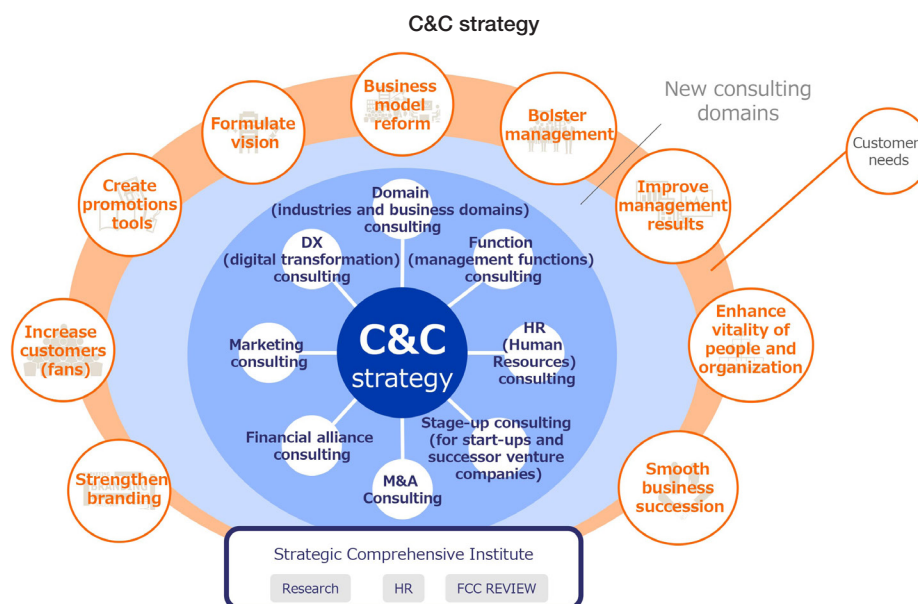 C&C strategy
Business
model
reform
Formulate
vision
Bolster
management
New consulting
domains
Customer
needs
Create
promotions
tools
Improve
management
results
Domain
(industries and business domains)
consulting
DX
(digital transformation)
consulting
Function
(management functions)
consulting
Increase
customers
(fans)
Marketing
consulting
C&C
strategy
HR
(Human
Resources)
consulting
Enhance
vitality of
people and
organization
Financial alliance
consulting
Stage-up consulting
(for start-ups and
successor venture
companies)
M&A
Consulting
Strengthen
branding
Smooth
business
succession
Strategic Comprehensive Institute
Research
HR
FCC REVIEW